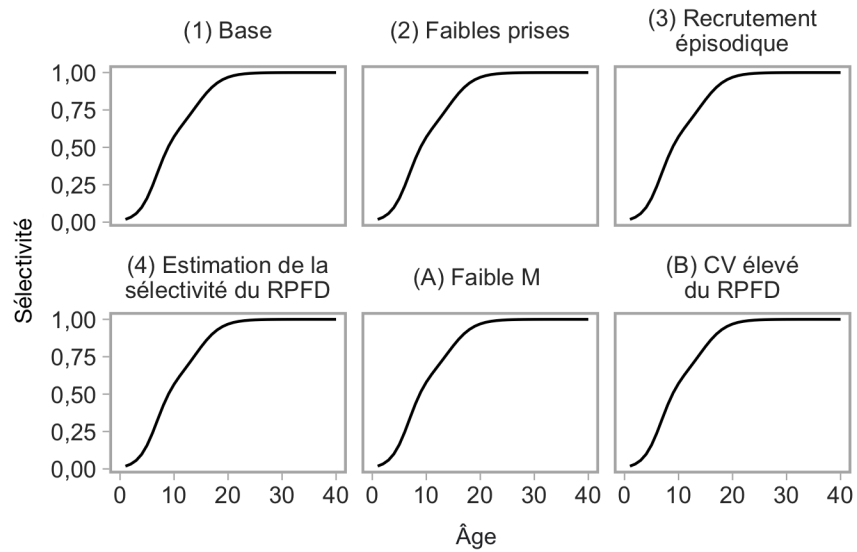 (1) Base
(2) Faibles prises
(3) Recrutement
épisodique
1,00
0,75
0,50
0,25
0,00
Sélectivité
(4) Estimation de la
sélectivité du RPFD
(A) Faible M
(B) CV élevé
du RPFD
1,00
0,75
0,50
0,25
0,00
0 10 20 30 40
0 10 20 30 40
0 10 20 30 40
Âge